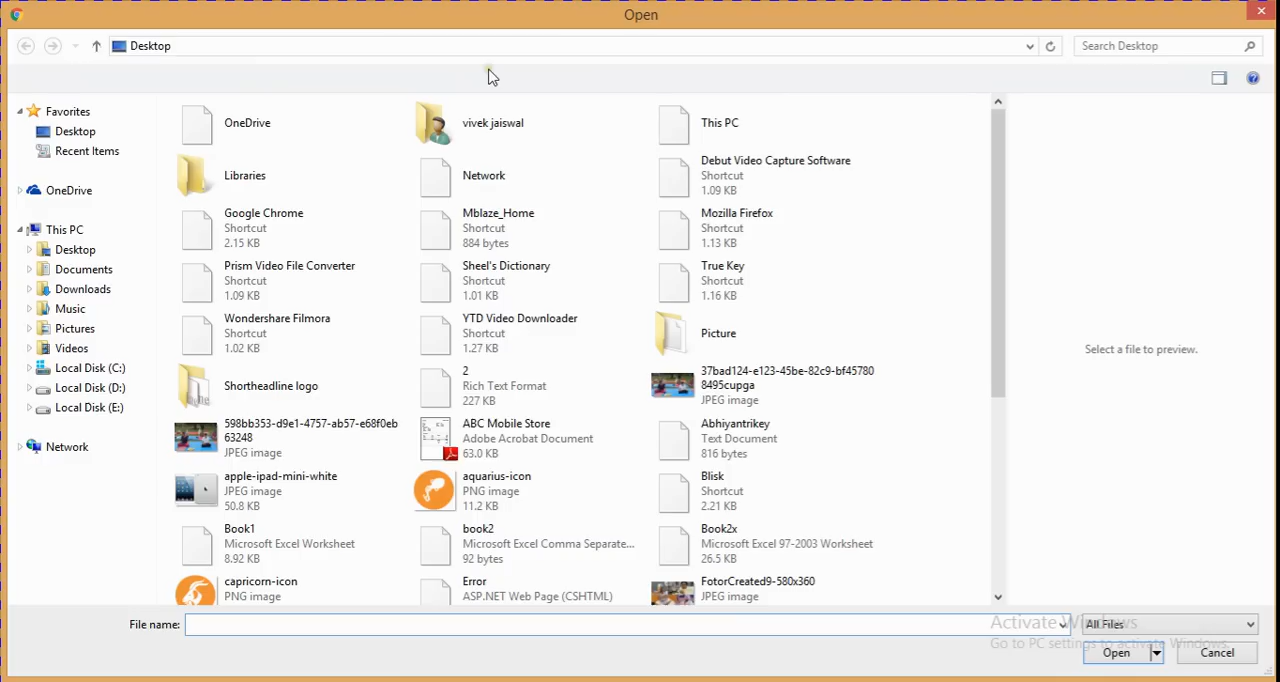 Open
Desktop
Search Desktop
Favorites
Desktop
Recent Items
OneDrive
This PC
Desktop
Documents
Downloads
Music
Pictures
Videos
Local Disk (C:)
Local Disk (D:)
Local Disk (E:)
Network
OneDrive
vivek jaiswal
This PC
Libraries
Network
Debut Video Capture Software
Shortcut
1.09 KB
Google Chrome
Shortcut
2.15 KB
Mblaze_Home
884 bytes
Mozilla Firefox
Shortcut
1.13 KB
Prism Video File Converter
Shortcut
1.09 KB
Sheel's Dictionary
Shortcut
1.01 KB
True Key
Shortcut
1.16 KB
Wondershare Filmora
Shortcut
1.02 KB
YTD Video Downloader
Shortcut
1.27 KB
Picture
Shortheadline logo
2
Rich Text Format
227 KB
37bad124-e123-45be-82c9-bf45780
8495cupga
JPEG image
598bb353-d9e1-4757-ab57-e68f0eb
63248
JPEG image
ABC Mobile Store
Adobe Acrobat Document
63.0 KB
Abhiyantrikey
Text Document
816 bytes
apple-ipad-mini-white
JPEG image
50.8 KB
aquarius-icon
PNG image
11.2 KB
Blisk
Shortcut
2.21 KB
Book1
Microsoft Excel Worksheet
8.92 KB
book2
Microsoft Excel Comma Separate...
92 bytes
Book2x
Microsoft Excel 97-2003 Worksheet
26.5 KB
capricorn-icon
PNG image
Error
ASP.NET Web Page (CSHTML)
FotorCreated9-580x360
JPEG image
Select a file to preview.
File name:
All Files
Activate Windows
Go to PC settings to activate Windows.
Open
Cancel